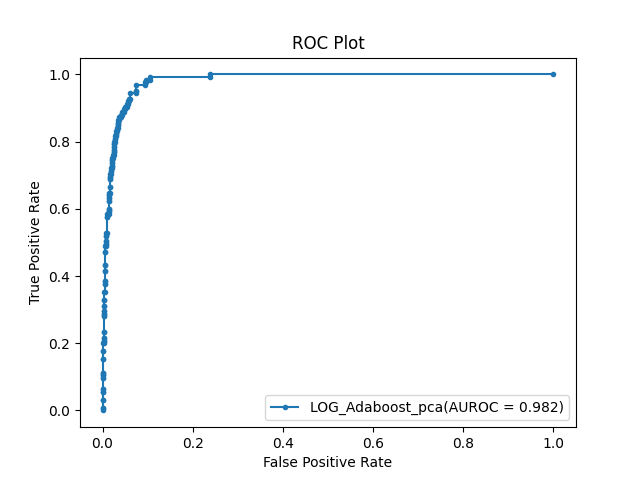 ROC Plot
True Positive Rate
1.0
0.8
0.6
0.4
0.2
0.0
LOG_Adaboost_pca(AUROC = 0.982)
0.0 0.2 0.4 0.6 0.8 1.0
False Positive Rate